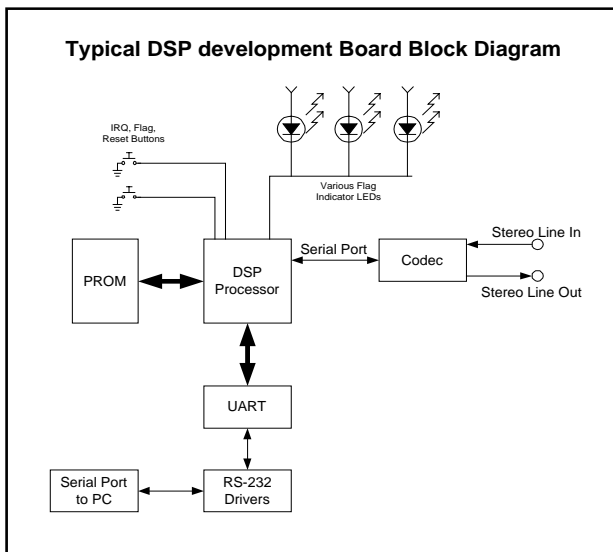 Typical DSP development Board Block Diagram
IRQ, Flag,
Reset Buttons
Various Flag
Indicator LEDs
Stereo Line In
Serial Port
Codec
PROM
DSP
Processor
Stereo Line Out
UART
Serial Port
to PC
RS-232
Drivers